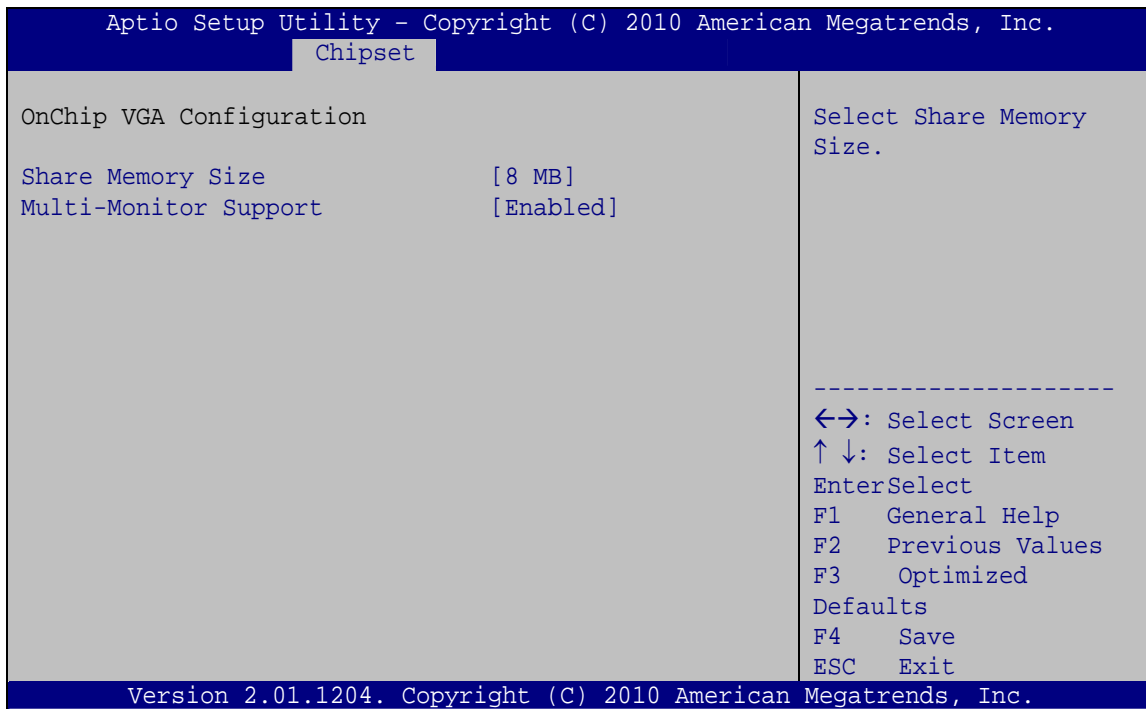 Aptio Setup Utility – Copyright (C) 2010 American Megatrends, Inc.
Chipset
OnChip VGA Configuration
Share Memory Size [8 MB]
Multi-Monitor Support [Enabled]
Select Share Memory
Size.
---------------------
←→: Select Screen
↑ ↓: Select Item
EnterSelect
F1 General Help
F2 Previous Values
F3 Optimized
Defaults
F4 Save
ESC Exit
Version 2.01.1204. Copyright (C) 2010 American Megatrends, Inc.